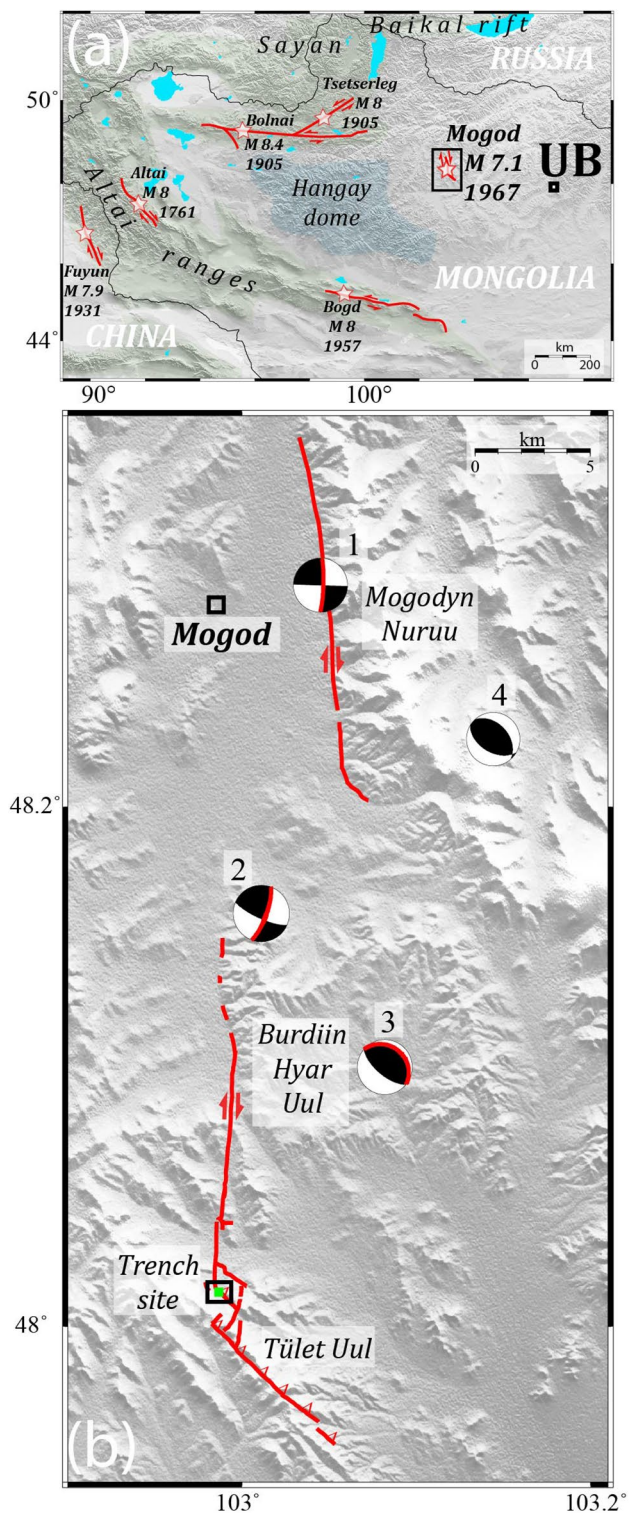 (a)
Baikal rift
Sayan
RUSSIA
50°
Tsetserleg
M 8
1905
Bolnai
M 8.4
1905
Mogod
M 7.1
1967
UB
Altai
M 8
1761
Hangay
dome
Altai
ranges
Fuyun
M 7.9
1931
MONGOLIA
Bogd
M 8
1957
CHINA
44°
km
0 200
90° 100°
km
0 5
1
Mogodyn
Nuruu
Mogod
4
48.2°
2
3
Burdiin
Hyar
Uul
Trench
site
48°
Tület Uul
(b)
103° 103.2°